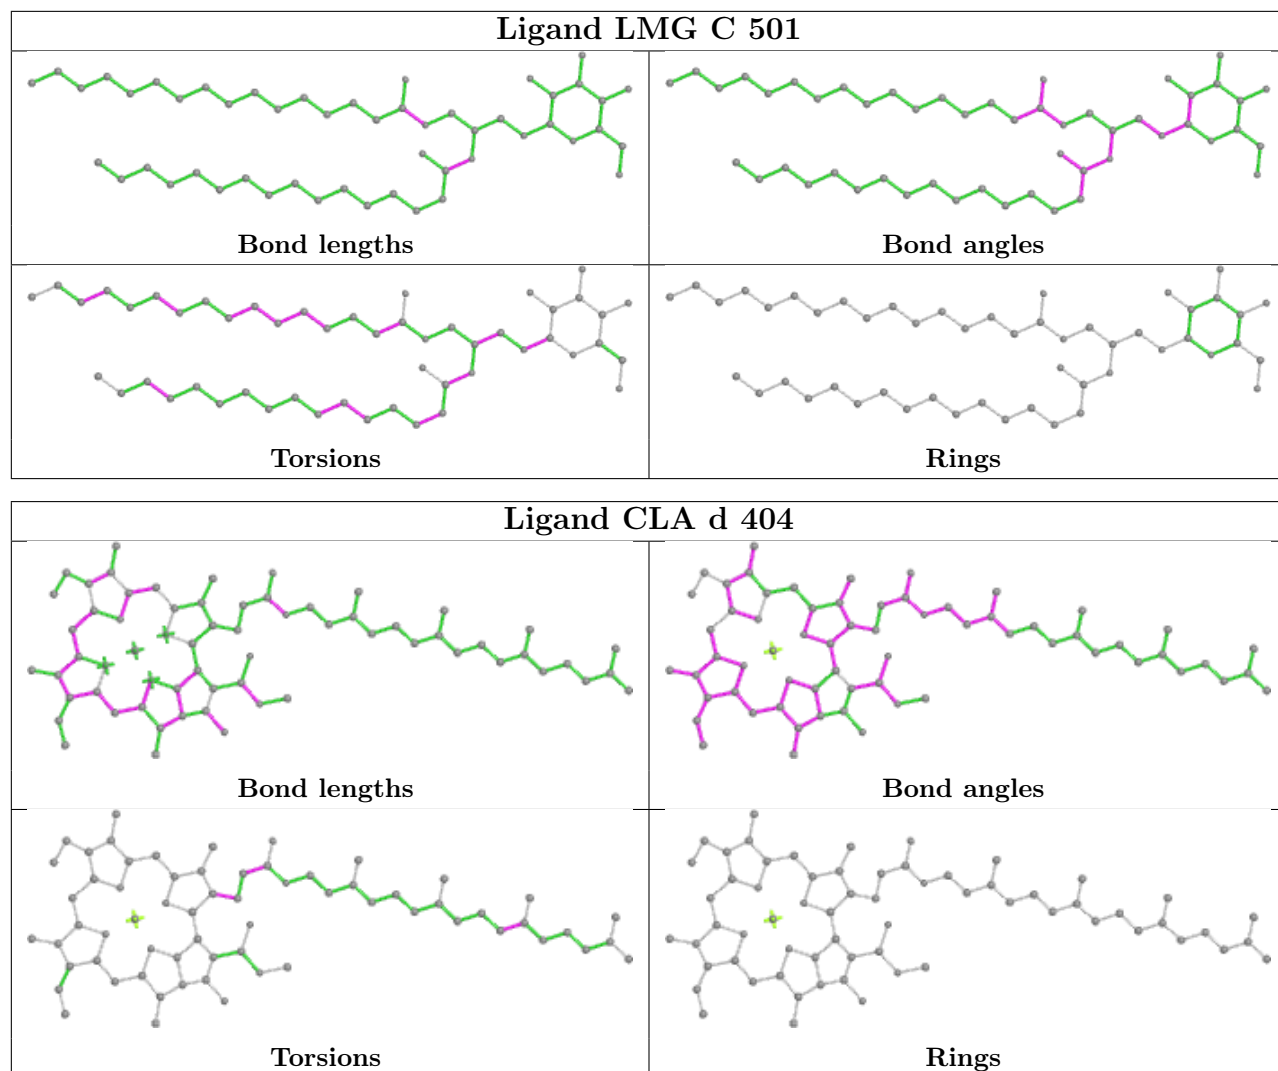 Ligand LMG C 501
Bond lengths
Bond angles
Torsions
Rings
Ligand CLA d 404
Bond lengths
Bond angles
Torsions
Rings